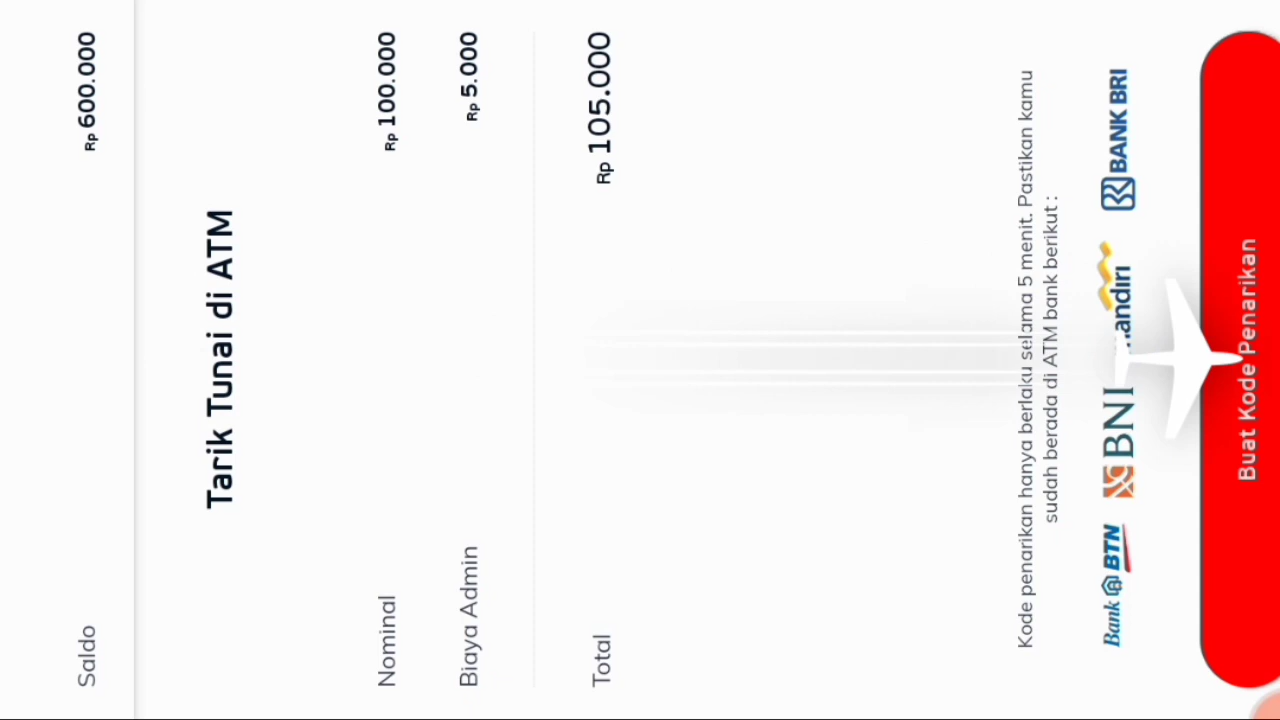 Saldo Rp 600.000
Tarik Tunai di ATM
Nominal Rp 100.000
Biaya Admin Rp 5.000
Total Rp 105.000
Kode penarikan hanya berlaku selama 5 menit. Pastikan kamu
sudah berada di ATM bank berikut :
Bank BTN BNI BANK BRI
Buat Kode Penarikan